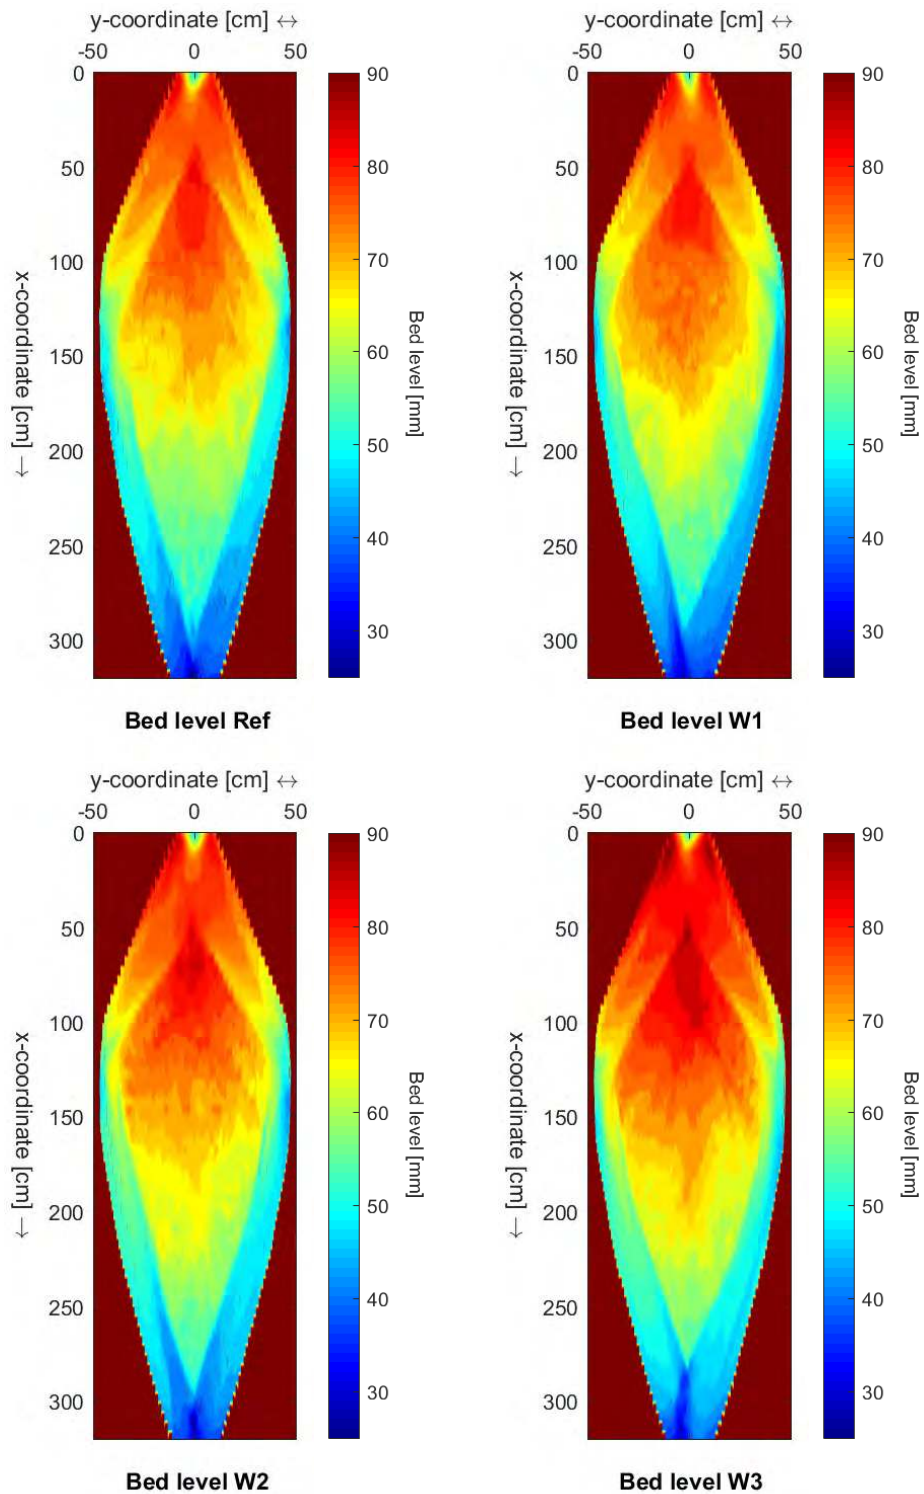 y-coordinate [cm] ↔
-50 0 50
0
50
100
150
200
250
300
x-coordinate [cm] →
90
80
70
60
50
40
30
Bed level [mm]
Bed level Ref
y-coordinate [cm] ↔
-50 0 50
0
50
100
150
200
250
300
x-coordinate [cm] →
90
80
70
60
50
40
30
Bed level [mm]
Bed level W1
y-coordinate [cm] ↔
-50 0 50
0
50
100
150
200
250
300
x-coordinate [cm] →
90
80
70
60
50
40
30
Bed level [mm]
Bed level W2
y-coordinate [cm] ↔
-50 0 50
0
50
100
150
200
250
300
x-coordinate [cm] →
90
80
70
60
50
40
30
Bed level [mm]
Bed level W3